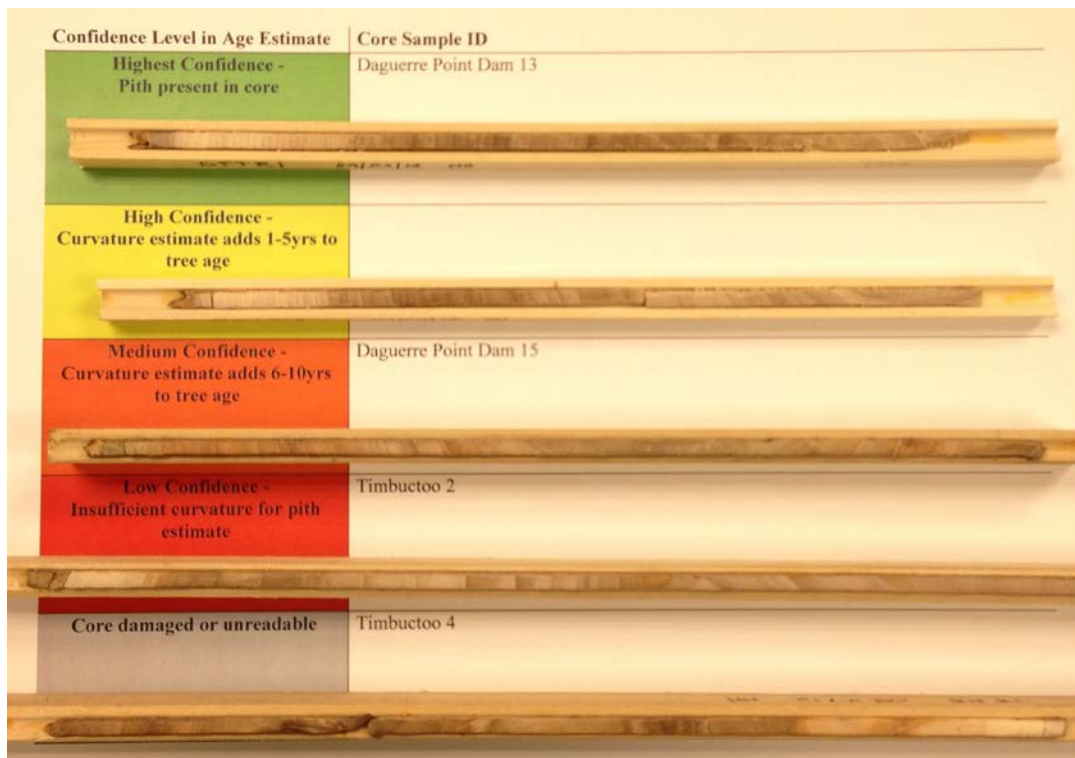 Confidence Level in Age Estimate Core Sample ID
Highest Confidence - Daguerre Point Dam 13
Pith present in core
High Confidence -
Curvature estimate adds 1-5yrs to
tree age
Medium Confidence - Daguerre Point Dam 15
Curvature estimate adds 6-10yrs
to tree age
Low Confidence - Timbuctoo 2
Insufficient curvature for pith
estimate
Core damaged or unreadable Timbuctoo 4